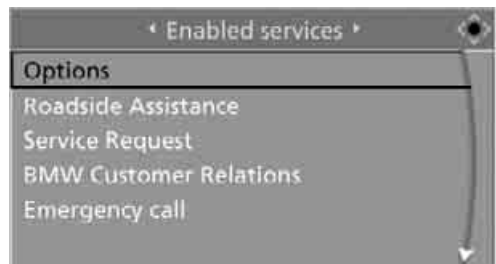 Enabled services
Options
Roadside Assistance
Service Request
BMW Customer Relations
Emergency call